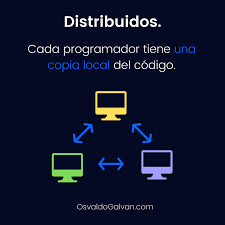 Distribuidos.
Cada programador tiene una
copia local del código.
OsvaldoGalvan.com